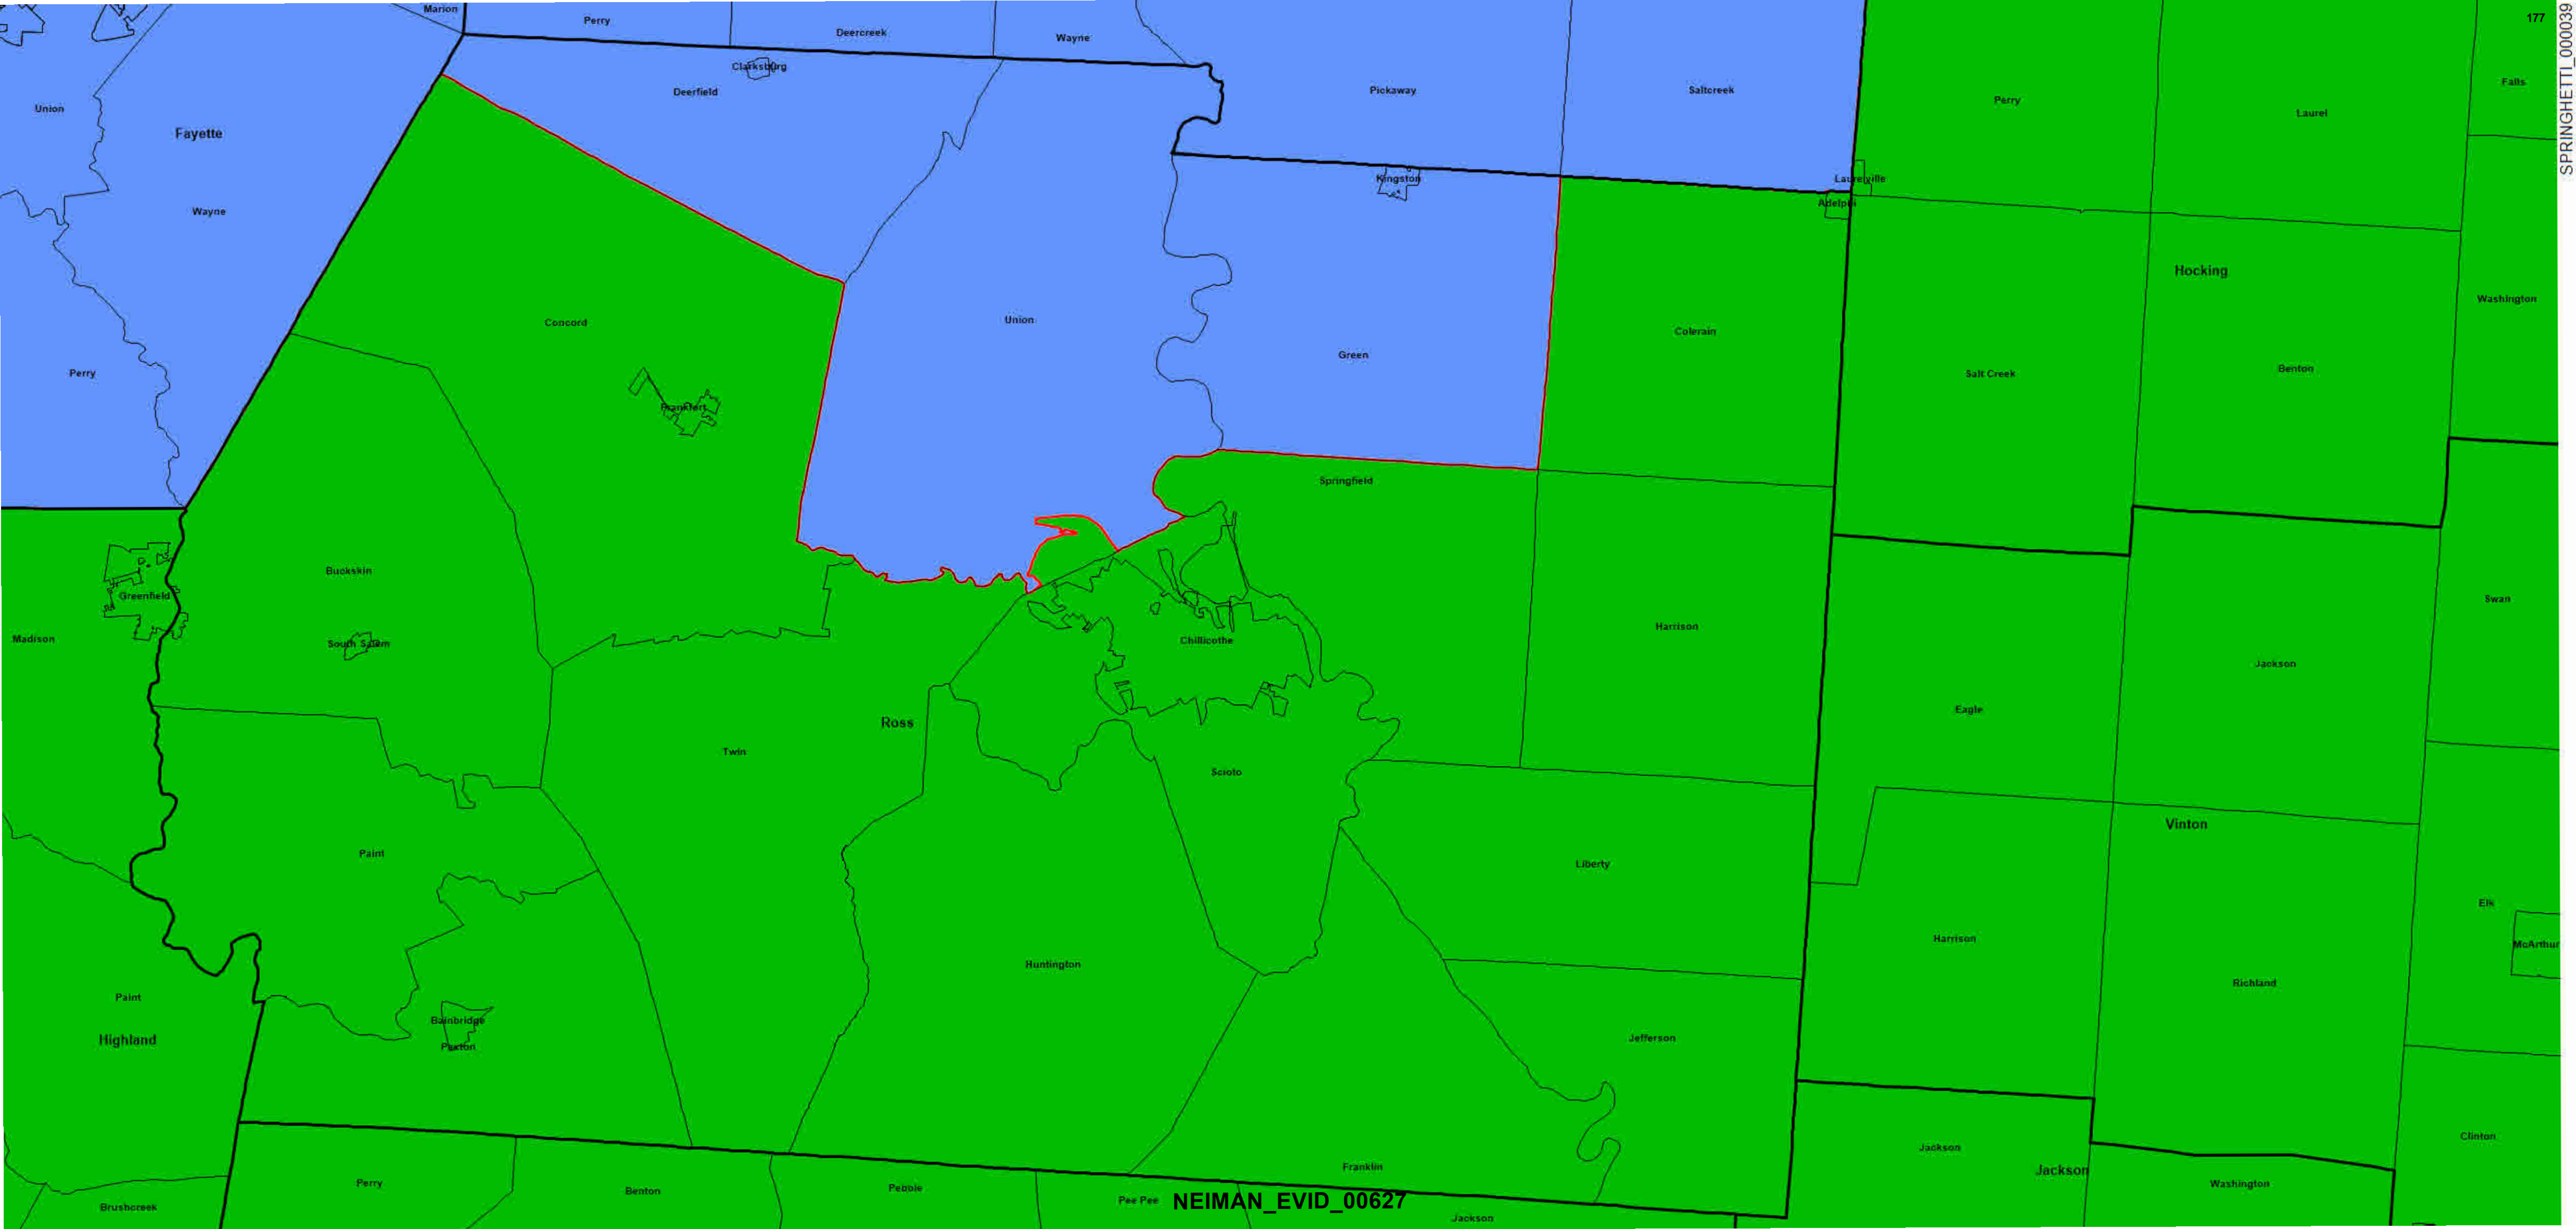 Marion
Perry
Deercreek
Wayne
177
SPRINGHETTI_000039
Clarksburg
Deerfield
Pickaway
Saltcreek
Perry
Laurel
Falls
Union
Fayette
Wayne
Kingston
Laurelville
Adelphi
Hocking
Washington
Concord
Union
Green
Colerain
Perry
Salt Creek
Benton
Frankfort
Springfield
Buckskin
Greenfield
Madison
South Salem
Chillicothe
Harrison
Swan
Jackson
Eagle
Ross
Twin
Scioto
Vinton
Paint
Liberty
Elk
McArthur
Harrison
Richland
Huntington
Paint
Highland
Bainbridge
Paxton
Jefferson
Clinton
Jackson
Jackson
Washington
Franklin
Perry
Benton
Pebble
Pee Pee
NEIMAN_EVID_00627
Jackson
Brushcreek